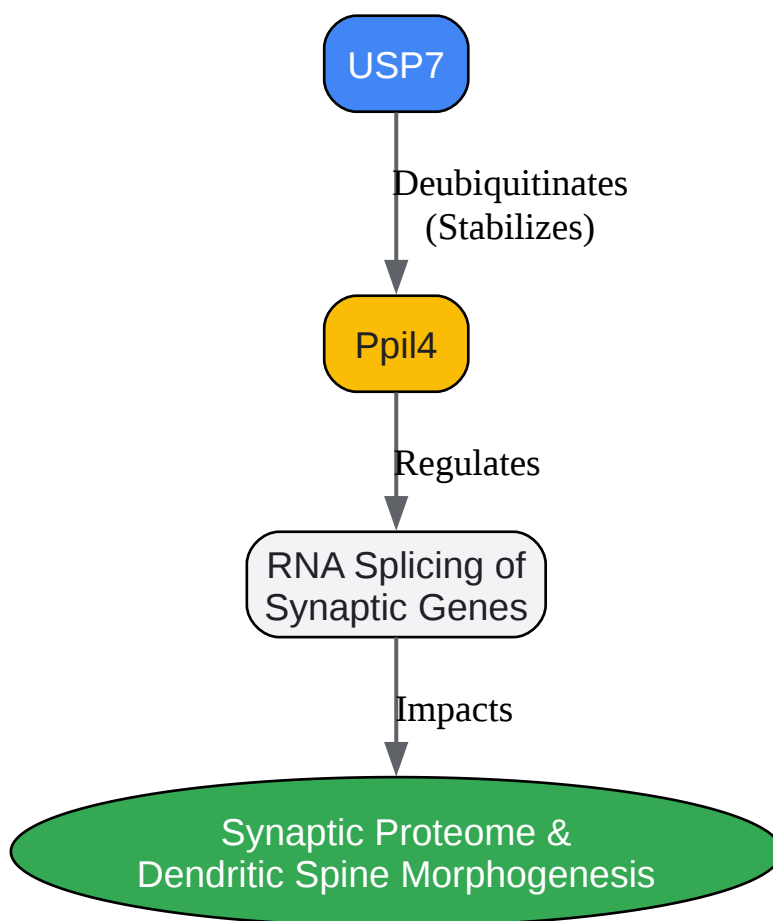 USP7
Deubiquitinates
(Stabilizes)
Ppil4
Regulates
RNA Splicing of
Synaptic Genes
Impacts
Synaptic Proteome &
Dendritic Spine Morphogenesis